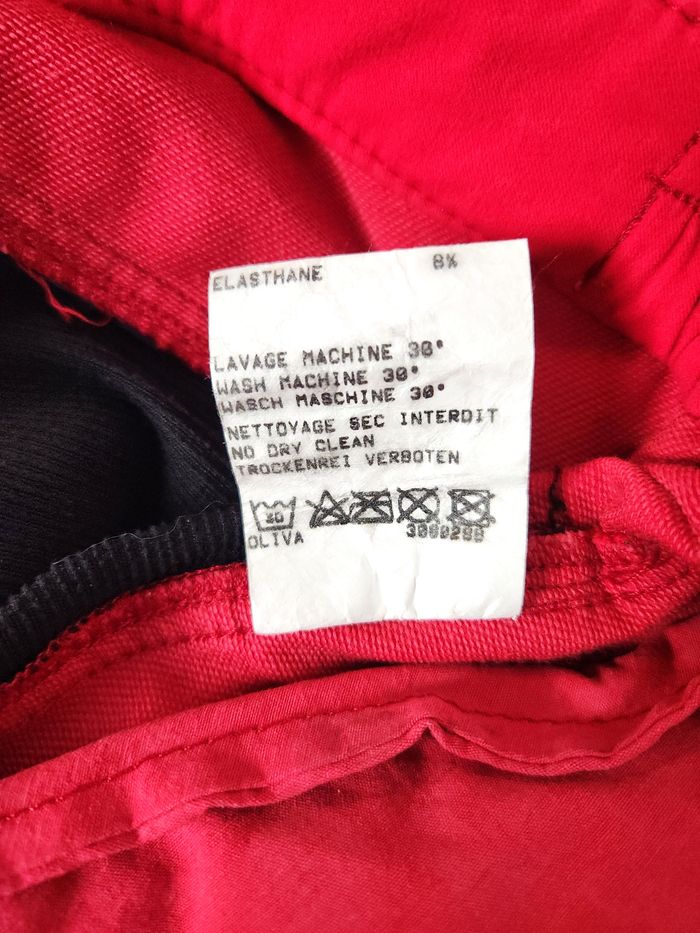 ELASTHANE 8%
LAVAGE MACHINE 30°
WASH MACHINE 30°
WASCH MASCHINE 30°
NETTOYAGE SEC INTERDIT
NO DRY CLEAN
TROCKENREI VERBOTEN
30
OLIVA